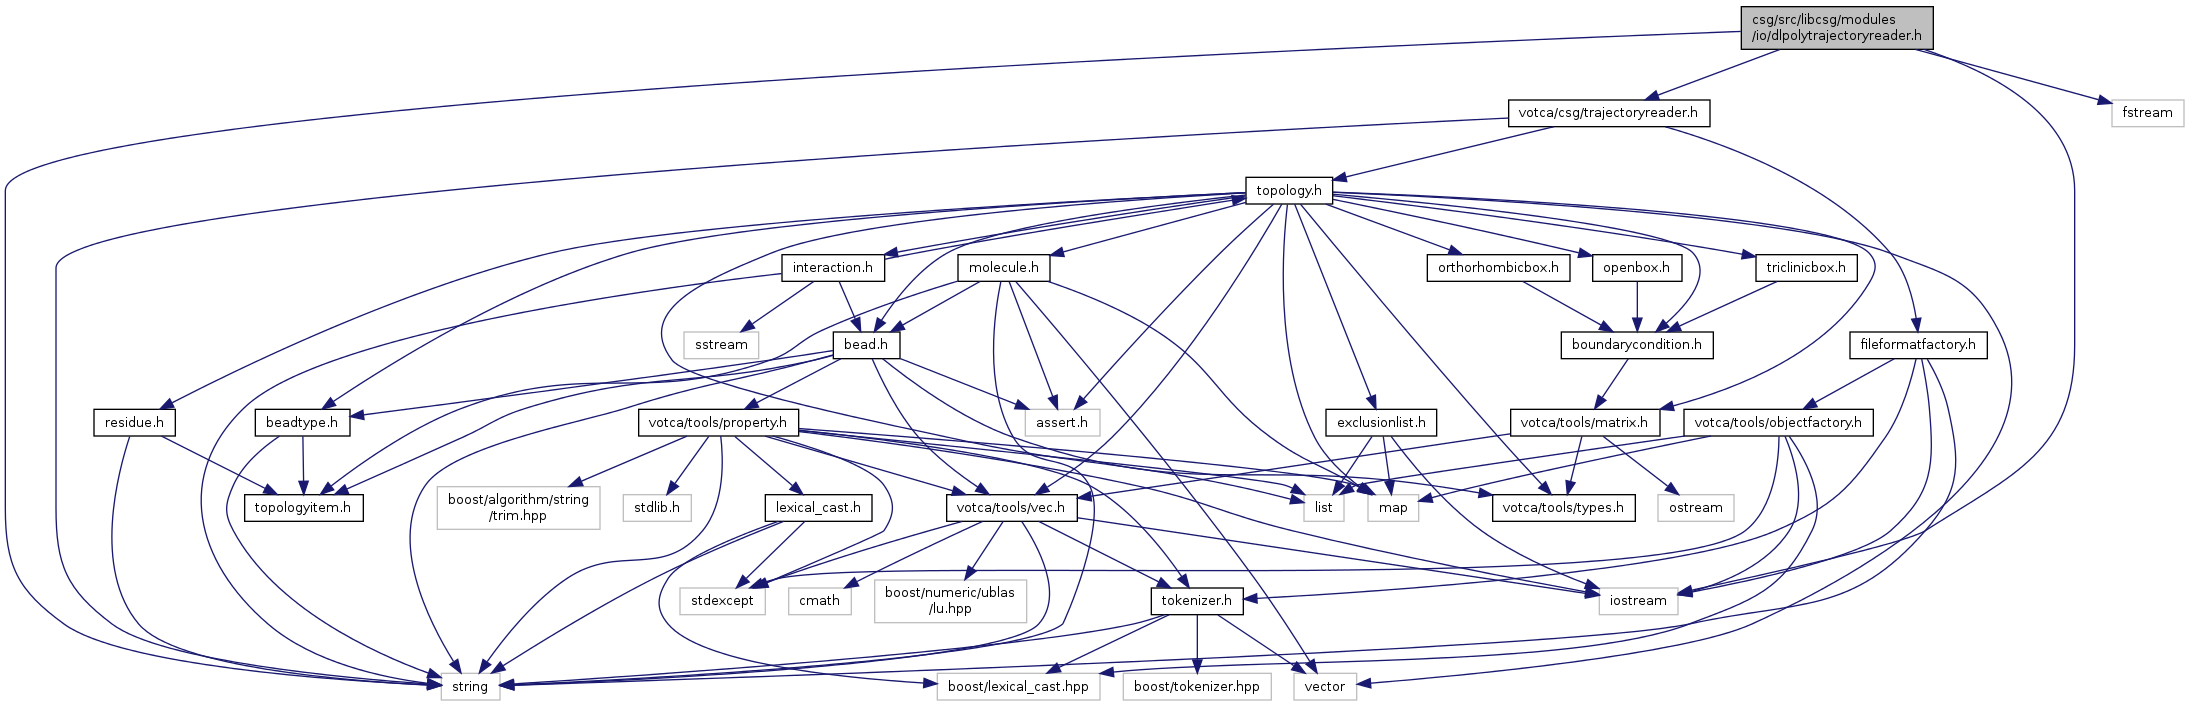 csg/src/libcsg/modules
/io/dlpolytrajectoryreader.h
votca/csg/trajectoryreader.h
fstream
topology.h
interaction.h
molecule.h
orthorhombicbox.h
openbox.h
triclinicbox.h
sstream
bead.h
boundarycondition.h
fileformatfactory.h
residue.h
beadtype.h
votca/tools/property.h
assert.h
exclusionlist.h
votca/tools/matrix.h
votca/tools/objectfactory.h
topologyitem.h
boost/algorithm/string
/trim.hpp
stdlib.h
lexical_cast.h
votca/tools/vec.h
list
map
votca/tools/types.h
ostream
stdexcept
cmath
boost/numeric/ublas
/lu.hpp
tokenizer.h
iostream
string
boost/lexical_cast.hpp
boost/tokenizer.hpp
vector